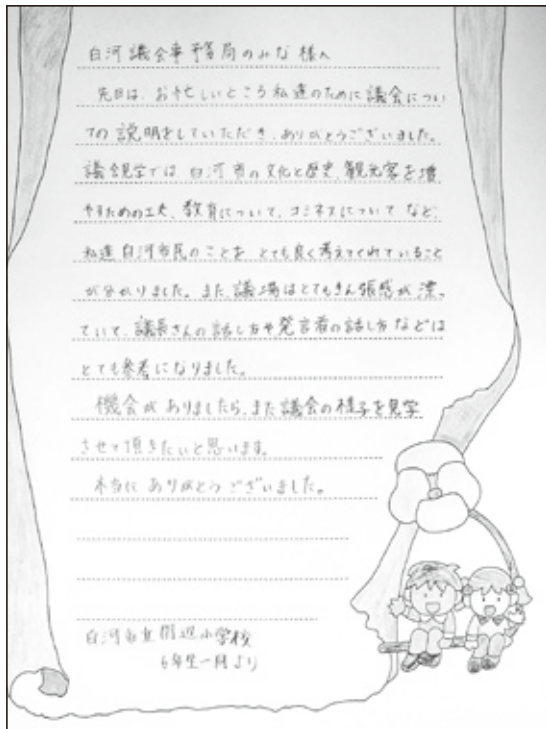 白河議会事務局のみな様へ
先日は、お忙しいところ私達のために議会につい
ての説明をしていただき、ありがとうございました。
議会見学では、白河市の文化と歴史、観光客を増
やすための工夫、教育について、コミネスについてなど、
私達白河市民のことをとても良く考えてくれていること
が分かりました。また、議場はとてもきん張感が漂っ
ていて、議長さんの話し方や発言者の話し方などは
とても参考になりました。
機会がありましたら、また議会の様子を見学
させて頂きたいと思います。
本当にありがとうございました。
白河市立関辺小学校
6年生一同より